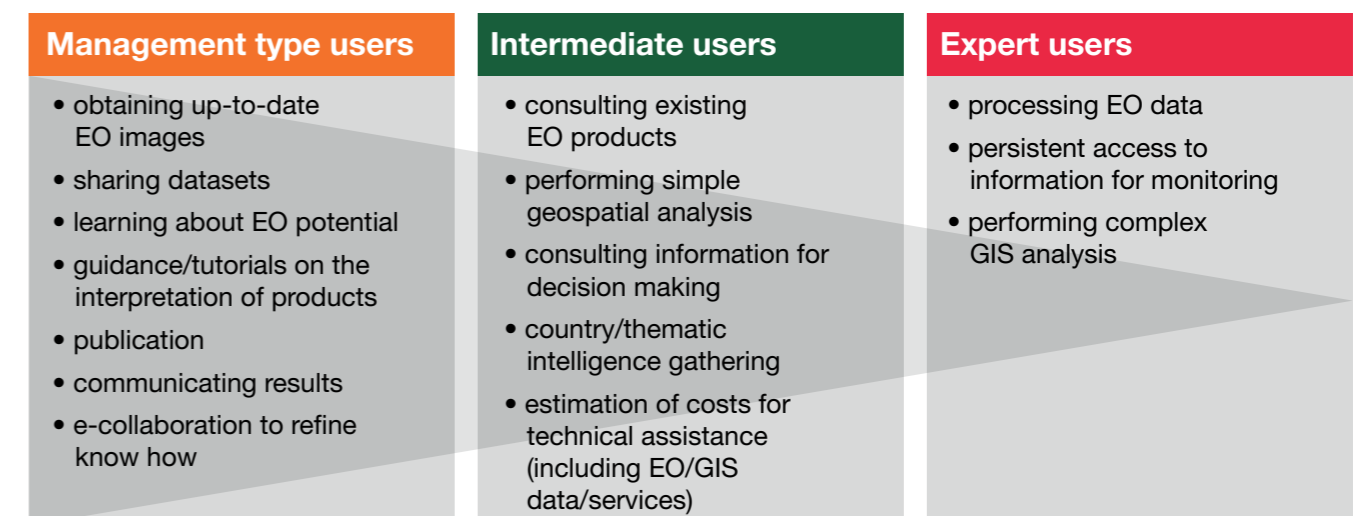 Management type users
• obtaining up-to-date
EO images
• sharing datasets
• learning about EO potential
• guidance/tutorials on the
interpretation of products
• publication
• communicating results
• e-collaboration to refine
know how
Intermediate users
• consulting existing
EO products
• performing simple
geospatial analysis
• consulting information for
decision making
• country/thematic
intelligence gathering
• estimation of costs for
technical assistance
(including EO/GIS
data/services)
Expert users
• processing EO data
• persistent access to
information for monitoring
• performing complex
GIS analysis